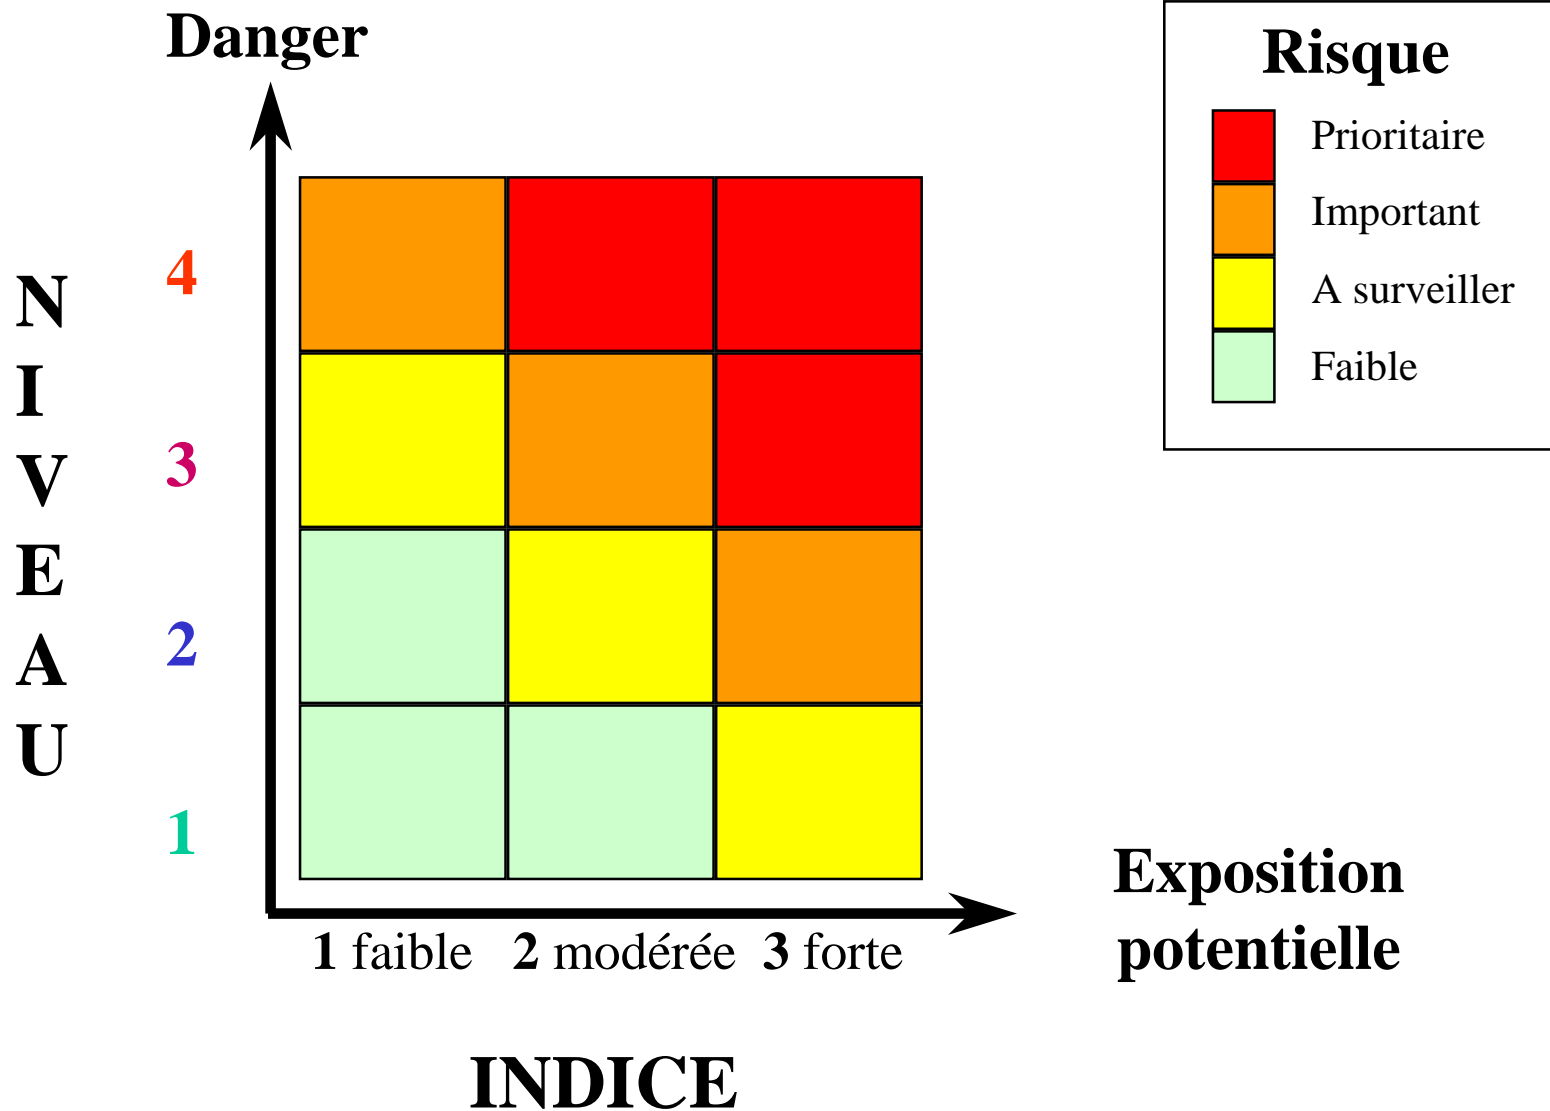 Danger
Risque
Prioritaire
Important
A surveiller
Faible
N
I
V
E
A
U
4
3
2
1
1 faible 2 modérée 3 forte
Exposition
potentielle
INDICE